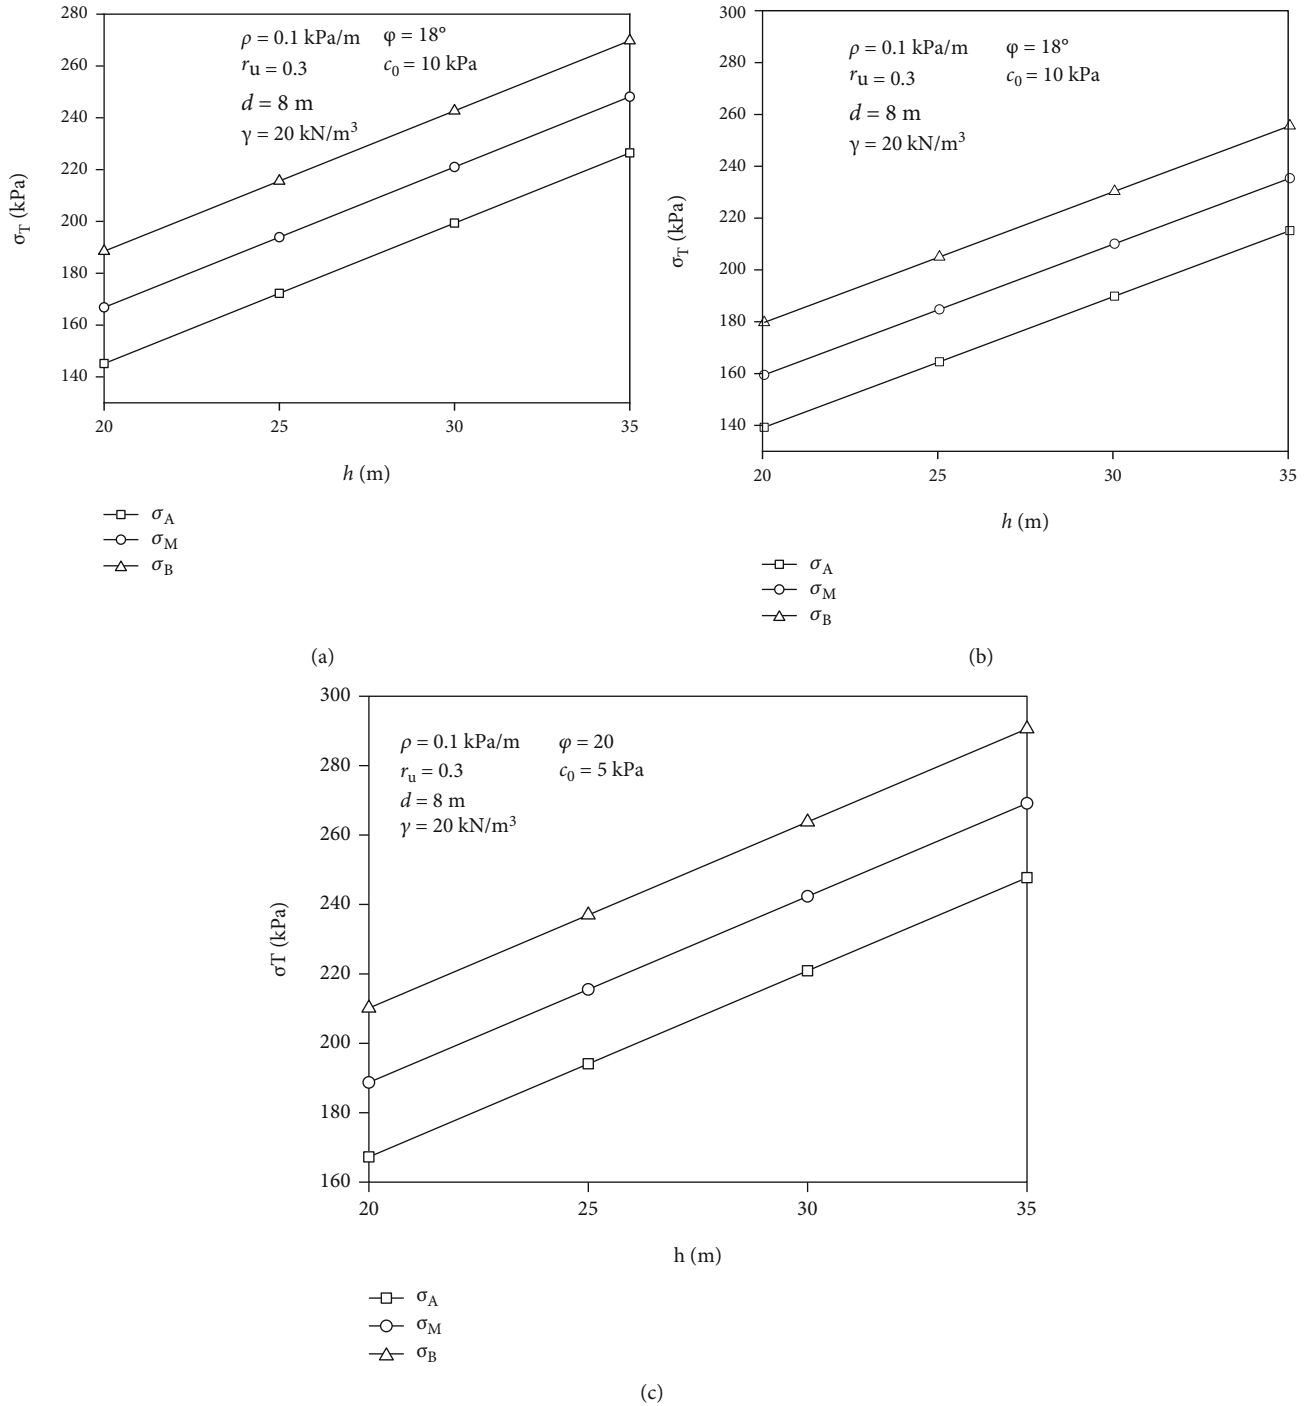 280
260
240
220
200
180
160
140
σT (kPa)
ρ = 0.1 kPa/m φ = 18°
ru = 0.3 c0 = 10 kPa
d = 8 m
γ = 20 kN/m3
20 25 30 35
h (m)
σA
σM
σB
(a)
300
280
260
240
220
200
180
160
140
σT (kPa)
ρ = 0.1 kPa/m φ = 18°
ru = 0.3 c0 = 10 kPa
d = 8 m
γ = 20 kN/m3
20 25 30 35
h (m)
σA
σM
σB
(b)
300
280
260
240
220
200
180
160
σT (kPa)
ρ = 0.1 kPa/m φ = 20
ru = 0.3 c0 = 5 kPa
d = 8 m
γ = 20 kN/m3
20 25 30 35
h (m)
σA
σM
σB
(c)